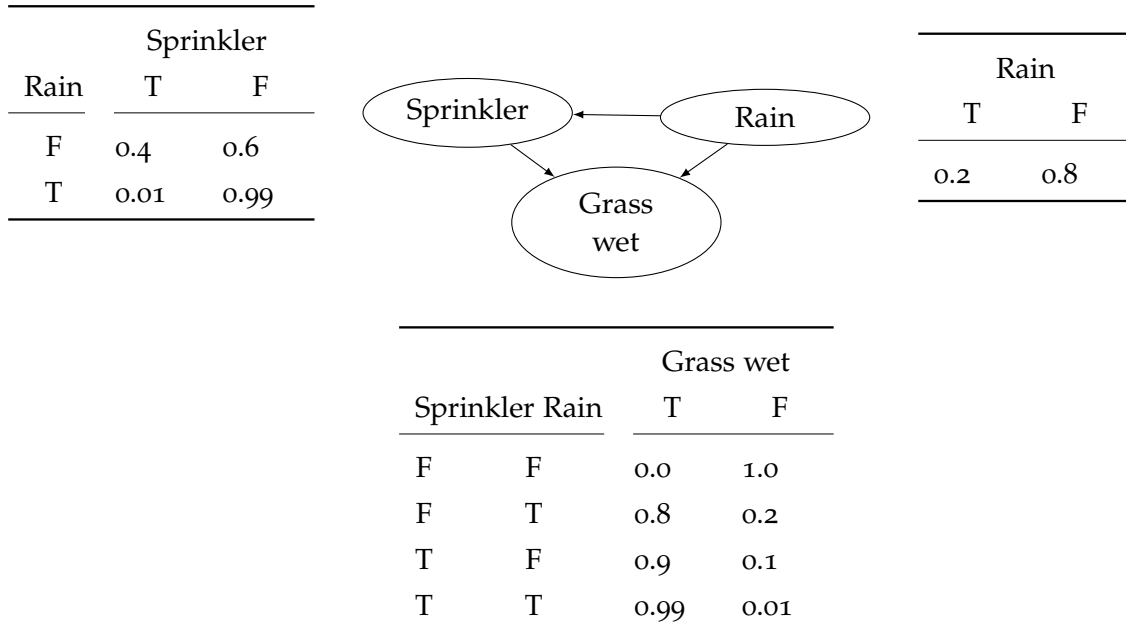 Sprinkler
Rain T F
F 0.4 0.6
T 0.01 0.99
Sprinkler
Rain
Grass
wet
Rain
T F
0.2 0.8
Grass wet
Sprinkler Rain T F
F F 0.0 1.0
F T 0.8 0.2
T F 0.9 0.1
T T 0.99 0.01